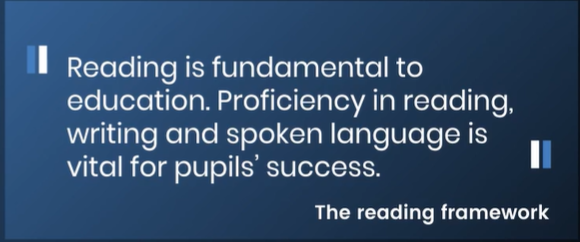 Reading is fundamental to
education. Proficiency in reading,
writing and spoken language is
vital for pupils’ success.
The reading framework